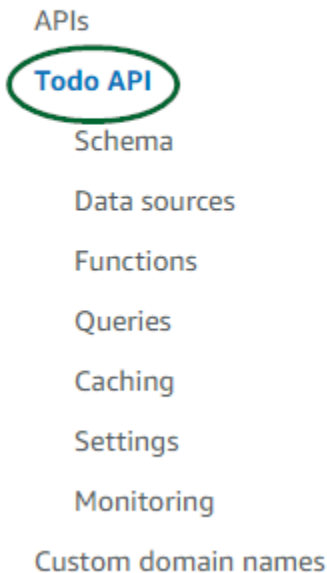 APIs
Todo API
Schema
Data sources
Functions
Queries
Caching
Settings
Monitoring
Custom domain names